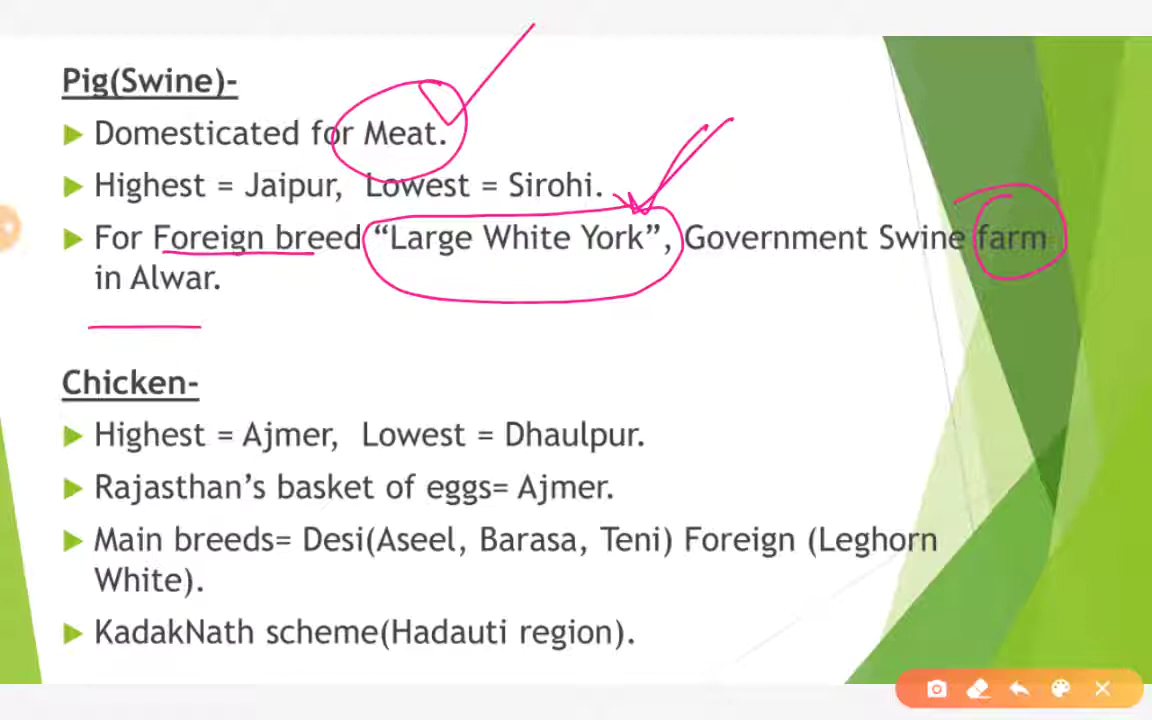 Pig(Swine)-
Domesticated for Meat.
Highest = Jaipur, Lowest = Sirohi.
For Foreign breed “Large White York”, Government Swine farm
in Alwar.
Chicken-
Highest = Ajmer, Lowest = Dhaulpur.
Rajasthan’s basket of eggs= Ajmer.
Main breeds= Desi(Aseel, Barasa, Teni) Foreign (Leghorn
White).
KadakNath scheme(Hadauti region).